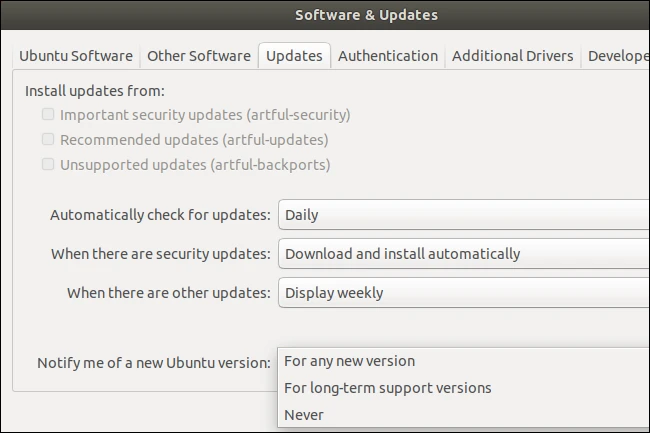 Software & Updates
Ubuntu Software Other Software Updates Authentication Additional Drivers Develope
Install updates from:
Important security updates (artful-security)
Recommended updates (artful-updates)
Unsupported updates (artful-backports)
Automatically check for updates: Daily
When there are security updates: Download and install automatically
When there are other updates: Display weekly
Notify me of a new Ubuntu version: For any new version
For long-term support versions
Never